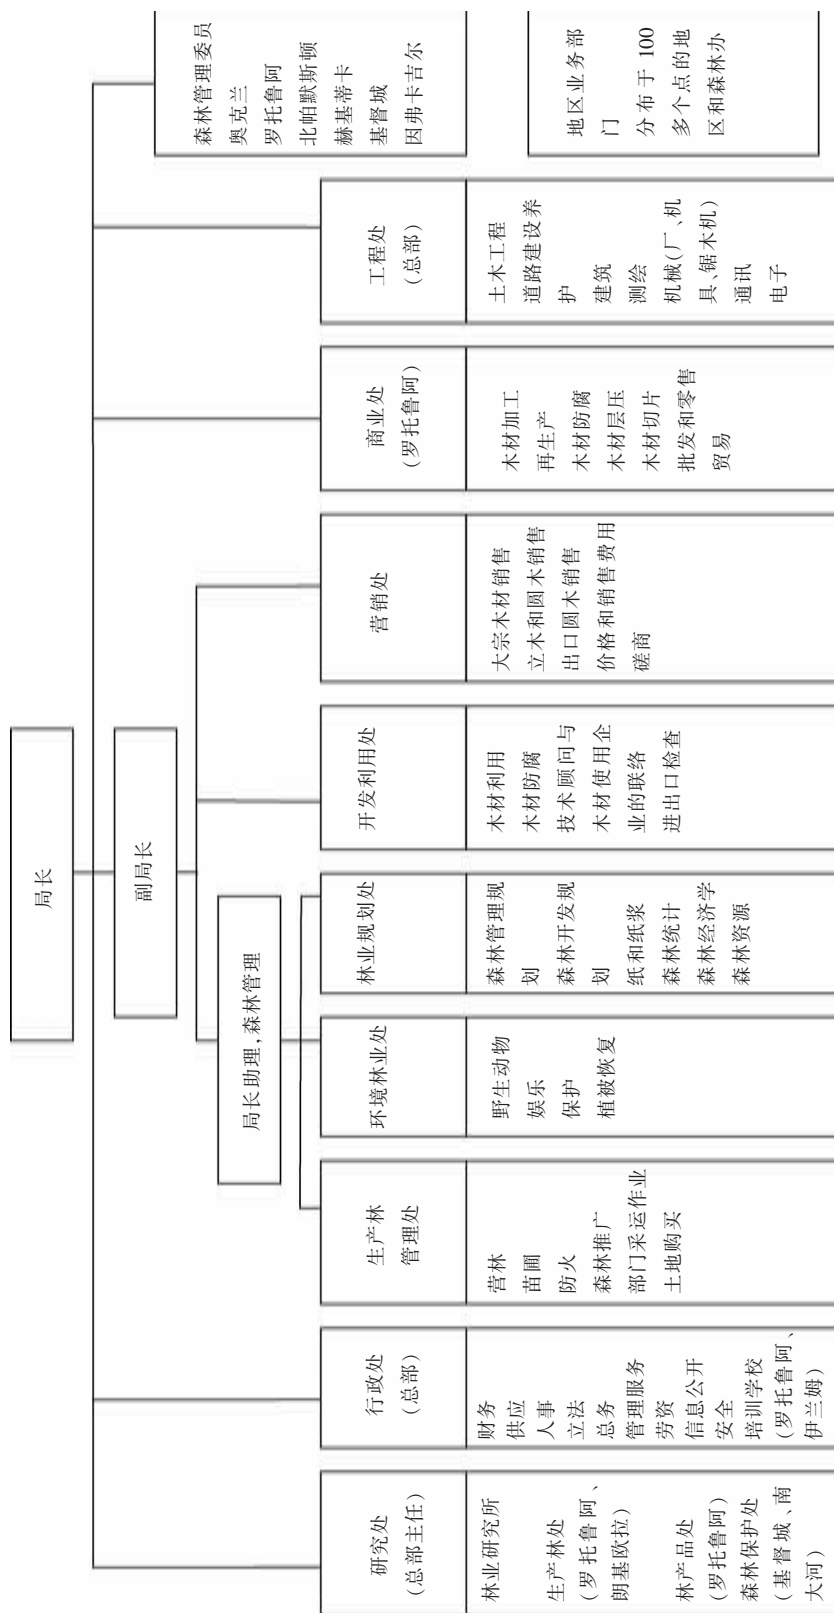 局长
副局长
局长助理,森林管理
研究处
(总部主任)
林业研究所
生产林处
(罗托鲁阿、
朗基欧拉)
林产品处
(罗托鲁阿)
森林保护处
(基督城、南
大河)
行政处
(总部)
财务
供应
人事
立法
总务
管理服务
劳资
信息公开
安全
培训学校
(罗托鲁阿、
伊兰姆)
生产林
管理处
营林
苗圃
防火
森林推广
部门采运作业
土地购买
环境林业处
野生动物
娱乐
保护
植被恢复
林业规划处
森林管理规
划
森林开发规
划
纸和纸浆
森林统计
森林经济学
森林资源
开发利用处
木材利用
木材防腐
技术顾问与
木材使用企
业的联络
进出口检查
营销处
大宗木材销售
立木和圆木销售
出口圆木销售
价格和销售费用
磋商
商业处
(罗托鲁阿)
木材加工
再生产
木材防腐
木材层压
木材切片
批发和零售
贸易
工程处
(总部)
土木工程
道路建设养
护
建筑
测绘
机械(厂、机
具、锯木机)
通讯
电子
森林管理委员
奥克兰
罗托鲁阿
北帕默斯顿
赫基蒂卡
基督城
因弗卡吉尔
地区业务部
门
分布于 100
多个点的地
区和森林办